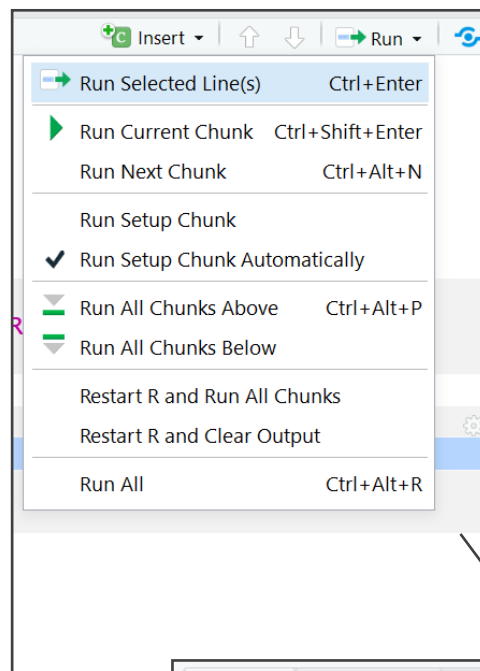 C Insert Run
Run Selected Line(s) Ctrl+Enter
Run Current Chunk Ctrl+Shift+Enter
Run Next Chunk Ctrl+Alt+N
Run Setup Chunk
Run Setup Chunk Automatically
Run All Chunks Above Ctrl+Alt+P
R
Run All Chunks Below
Restart R and Run All Chunks
Restart R and Clear Output
Run All Ctrl+Alt+R